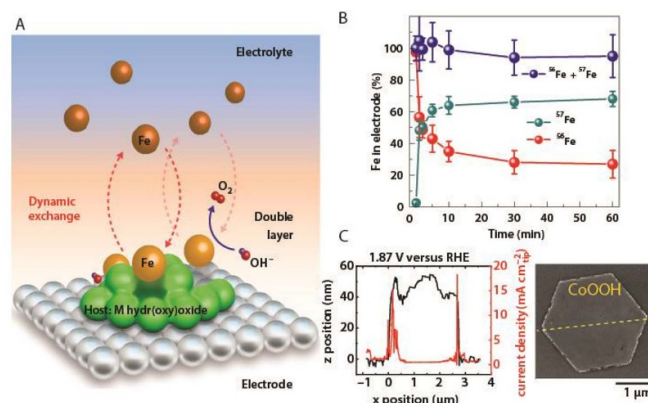 A
Electrolyte
Fe
Dynamic
exchange
O₂
Double
layer
OH⁻
Fe
Host: M hydr(oxy)oxide
Electrode
B
Fe in electrode (%)
100
80
60
40
20
0
⁵⁶Fe + ⁵⁷Fe
⁵⁷Fe
⁵⁶Fe
0 10 20 30 40 50 60
Time (min)
C
1.87 V versus RHE
z position (nm)
60
40
20
0
20
15
10
5
0
current density (mA cm⁻²tip)
-1 0 1 2 3 4
x position (μm)
CoOOH
1 μm